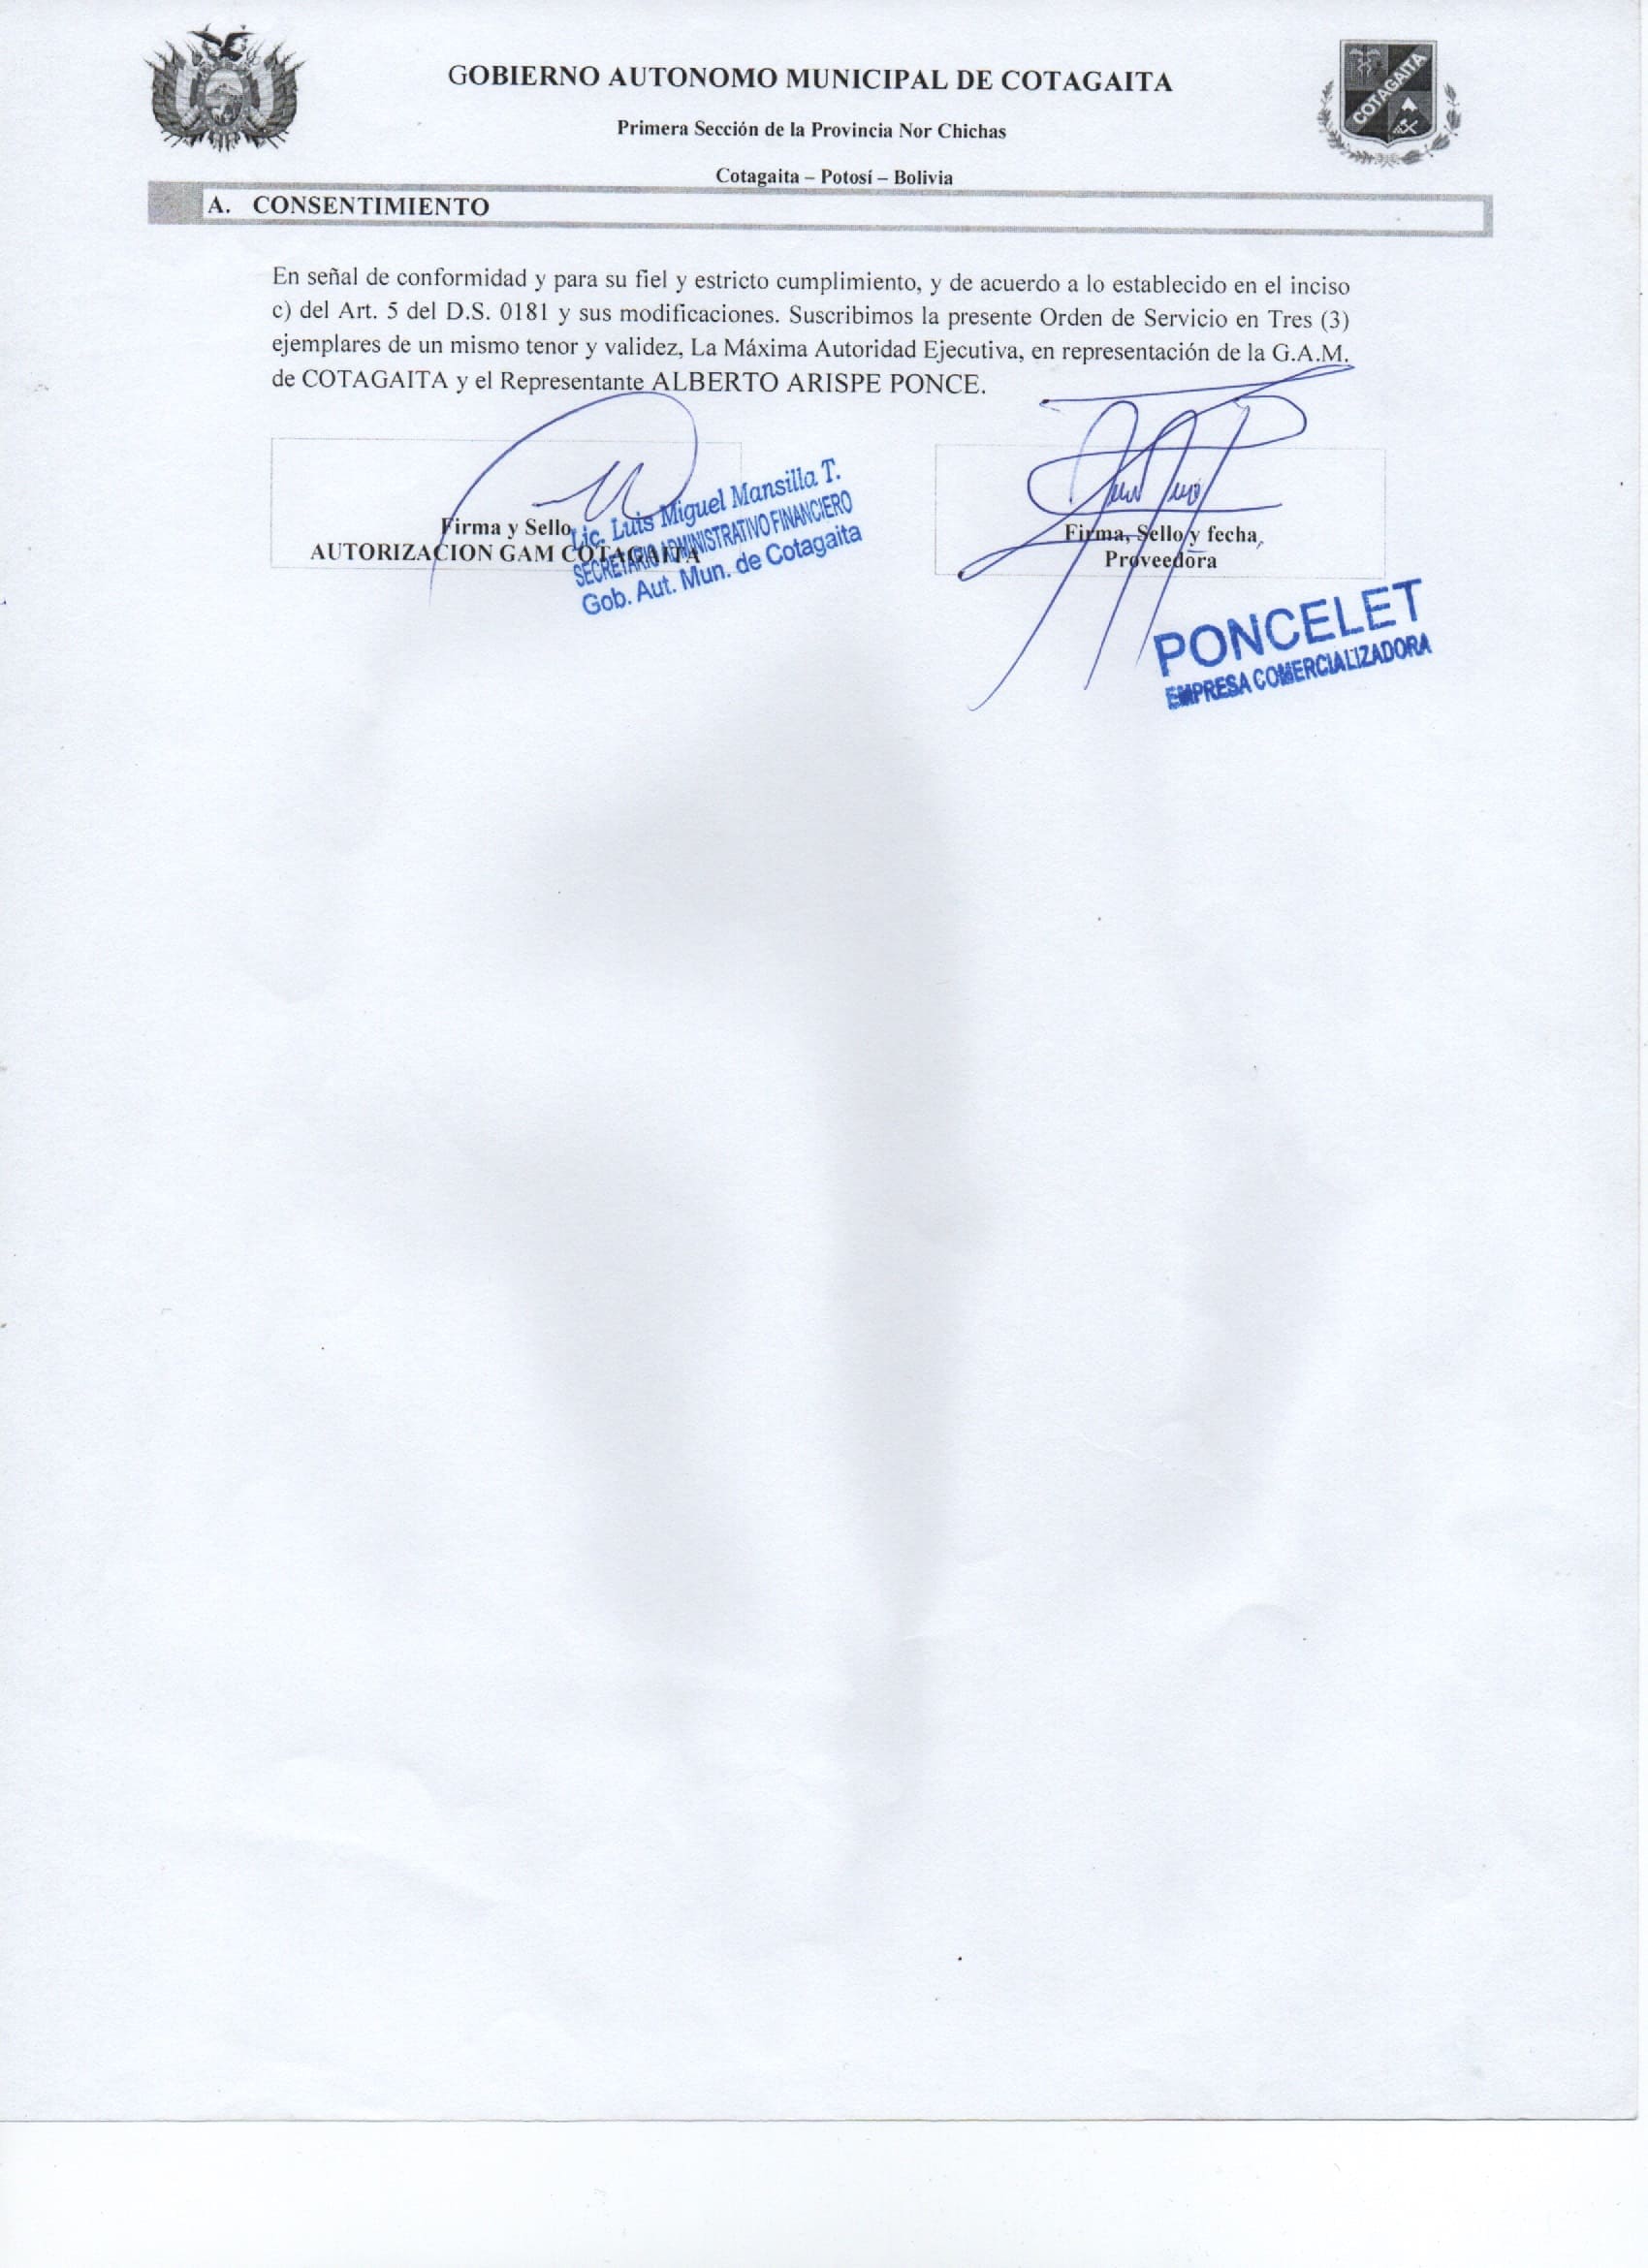 GOBIERNO AUTONOMO MUNICIPAL DE COTAGAITA
COTAGAITA
Primera Sección de la Provincia Nor Chichas
Cotagaita – Potosí – Bolivia
A. CONSENTIMIENTO
En señal de conformidad y para su fiel y estricto cumplimiento, y de acuerdo a lo establecido en el inciso
c) del Art. 5 del D.S. 0181 y sus modificaciones. Suscribimos la presente Orden de Servicio en Tres (3)
ejemplares de un mismo tenor y validez, La Máxima Autoridad Ejecutiva, en representación de la G.A.M.
de COTAGAITA y el Representante ALBERTO ARISPE PONCE.
Firma y Sello
AUTORIZACION GAM COTAGAITA
Lic. Luis Miguel Mansilla T.
SECRETARIO ADMINISTRATIVO FINANCIERO
Gob. Aut. Mun. de Cotagaita
Firma, Sello y fecha
Proveedora
PONCELET
EMPRESA COMERCIALIZADORA